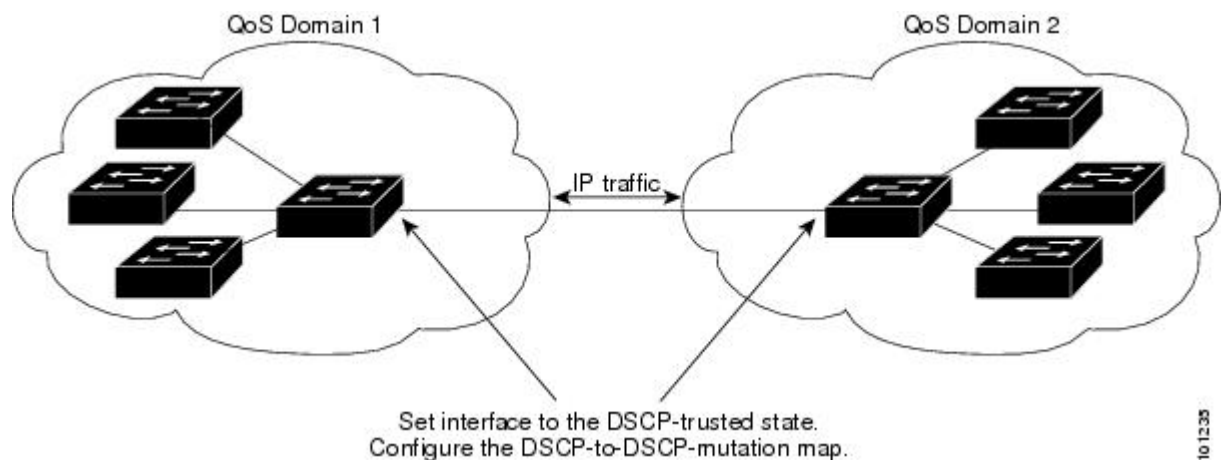 QoS Domain 1
QoS Domain 2
IP traffic
Set interface to the DSCP-trusted state.
Configure the DSCP-to-DSCP-mutation map.
101235